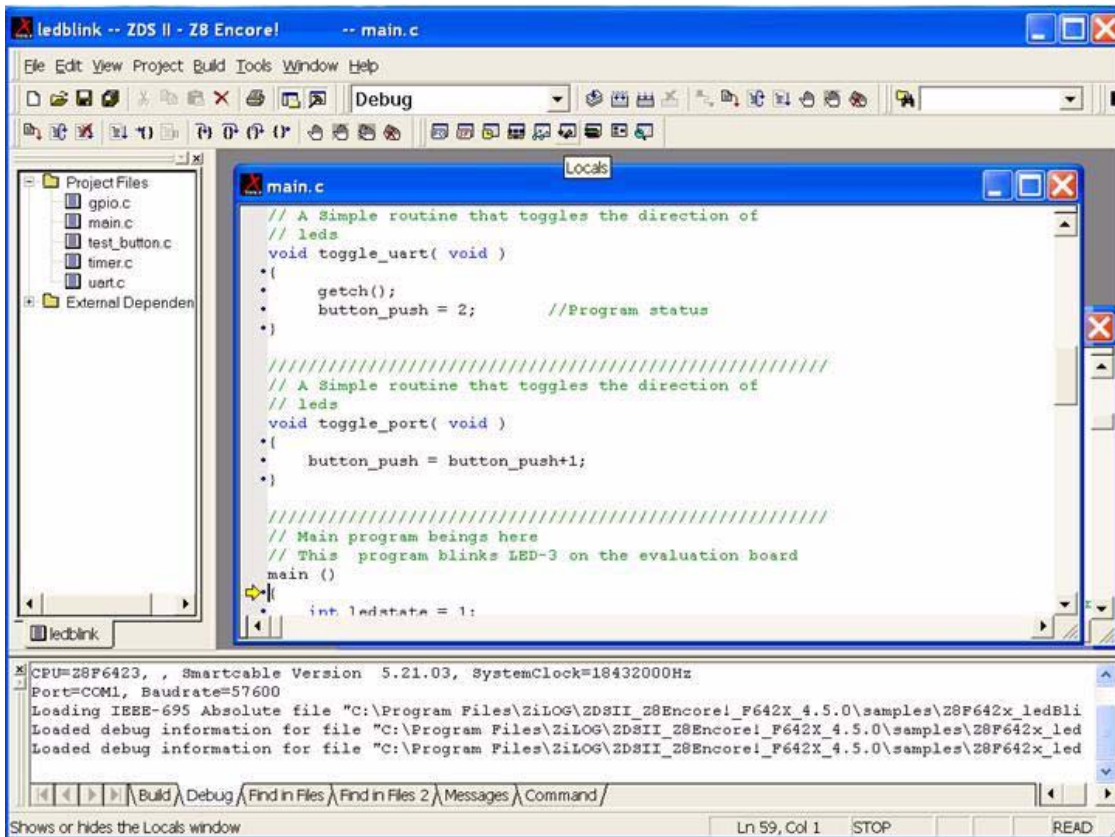 ledblink -- ZDS II - Z8 Encore! -- main.c
File Edit View Project Build Tools Window Help
Debug
Locals
Project Files
gpio.c
main.c
test_button.c
timer.c
uart.c
External Dependen
ledblink
main.c
// A Simple routine that toggles the direction of
// leds
void toggle_uart( void )
{
getch();
button_push = 2; //Program status
}
////////////////////////////////////////////////////////
// A Simple routine that toggles the direction of
// leds
void toggle_port( void )
{
button_push = button_push+1;
}
////////////////////////////////////////////////////////
// Main program beings here
// This program blinks LED-3 on the evaluation board
main ()
{
int ledstate = 1;
CPU=Z8F6423, , Smartcable Version 5.21.03, SystemClock=18432000Hz
Port=COM1, Baudrate=57600
Loading IEEE-695 Absolute file "C:\Program Files\ZiLOG\ZDSII_Z8Encore!_F642X_4.5.0\samples\Z8F642x_ledBli
Loaded debug information for file "C:\Program Files\ZiLOG\ZDSII_Z8Encore!_F642X_4.5.0\samples\Z8F642x_led
Loaded debug information for file "C:\Program Files\ZiLOG\ZDSII_Z8Encore!_F642X_4.5.0\samples\Z8F642x_led
Build Debug Find in Files Find in Files 2 Messages Command
Shows or hides the Locals window Ln 59, Col 1 STOP READ